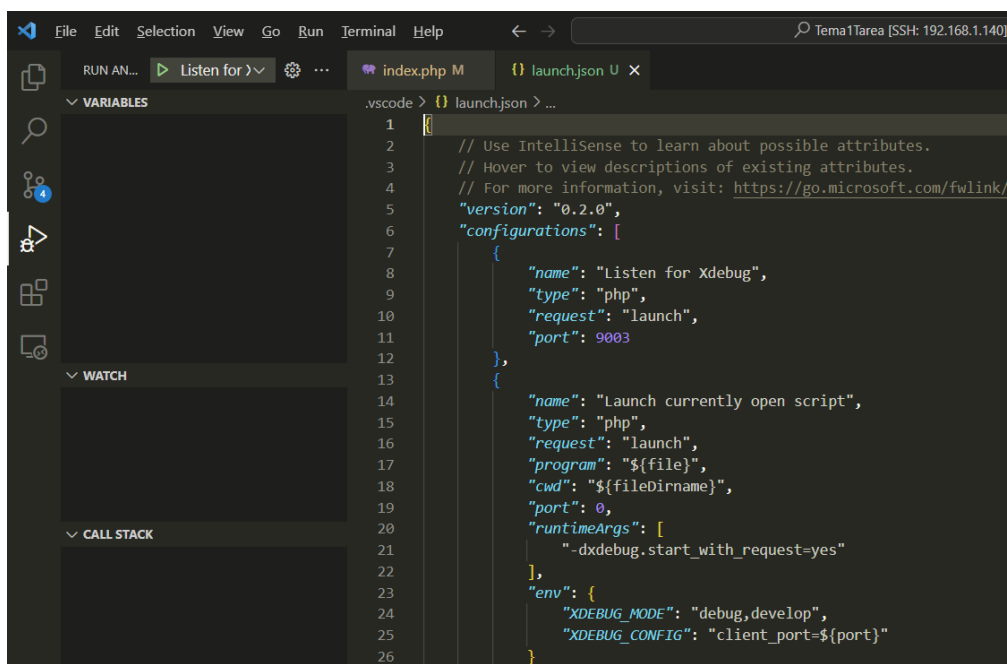 File Edit Selection View Go Run Terminal Help Tema1Tarea [SSH: 192.168.1.140]
RUN AN... Listen for
index.php M
{} launch.json U
VARIABLES
.vscode > {} launch.json > ...
1 {
2 // Use IntelliSense to learn about possible attributes.
3 // Hover to view descriptions of existing attributes.
4 // For more information, visit: https://go.microsoft.com/fwlink/
5 "version": "0.2.0",
6 "configurations": [
7 {
8 "name": "Listen for Xdebug",
9 "type": "php",
10 "request": "launch",
11 "port": 9003
12 },
13 {
14 "name": "Launch currently open script",
15 "type": "php",
16 "request": "launch",
17 "program": "${file}",
18 "cwd": "${fileDirname}",
19 "port": 0,
20 "runtimeArgs": [
21 "-dxdebug.start_with_request=yes"
22 ],
23 "env": {
24 "XDEBUG_MODE": "debug,develop",
25 "XDEBUG_CONFIG": "client_port=${port}"
26 }
4
WATCH
CALL STACK